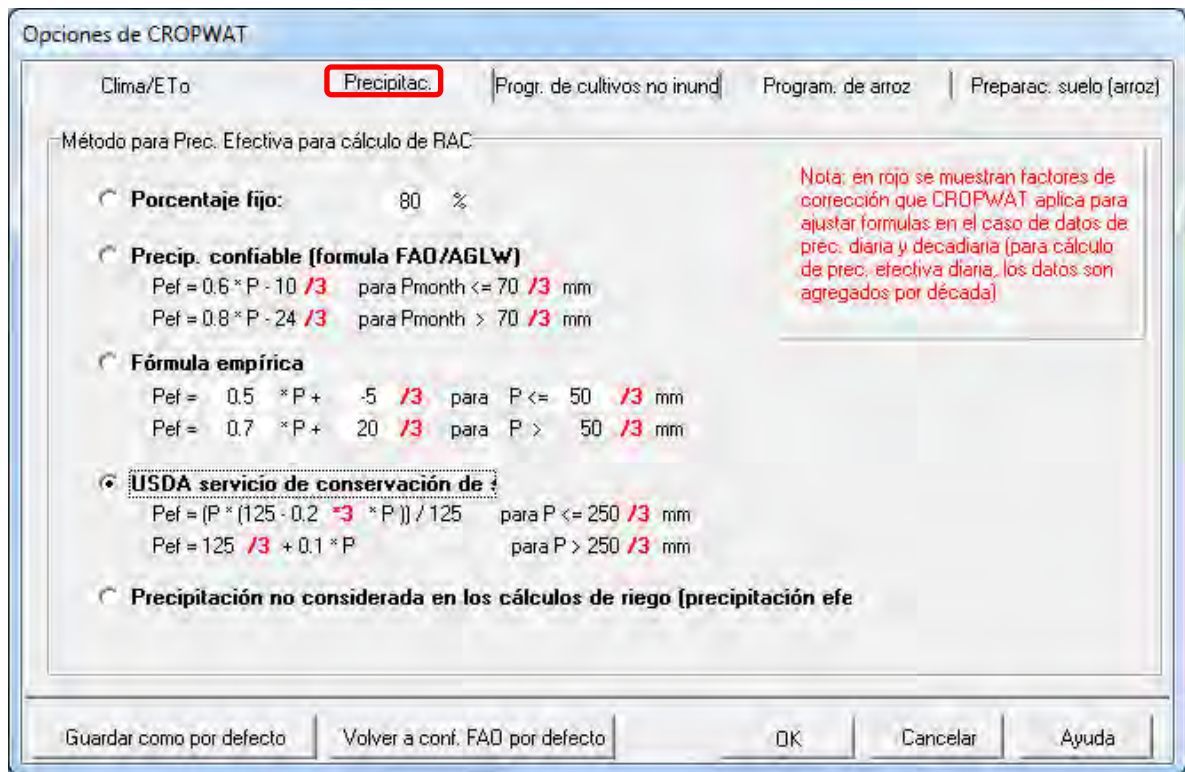 Opciones de CROPWAT
Clima/ETo Precipitac. Progr. de cultivos no inund Program. de arroz Preparac. suelo (arroz)
Método para Prec. Efectiva para cálculo de RAC
Porcentaje fijo: 80 %
Precip. confiable (formula FAO/AGLW)
Pef = 0.6 * P - 10 /3 para Pmonth <= 70 /3 mm
Pef = 0.8 * P - 24 /3 para Pmonth > 70 /3 mm
Fórmula empírica
Pef = 0.5 * P + -5 /3 para P <= 50 /3 mm
Pef = 0.7 * P + 20 /3 para P > 50 /3 mm
USDA servicio de conservación de
Pef = (P * (125 - 0.2 *3 * P)) / 125 para P <= 250 /3 mm
Pef = 125 /3 + 0.1 * P para P > 250 /3 mm
Precipitación no considerada en los cálculos de riego (precipitación efe
Nota: en rojo se muestran factores de
corrección que CROPWAT aplica para
ajustar formulas en el caso de datos de
prec. diaria y decadiaria (para cálculo
de prec. efectiva diaria, los datos son
agregados por década)
Guardar como por defecto Volver a conf. FAO por defecto OK Cancelar Ayuda